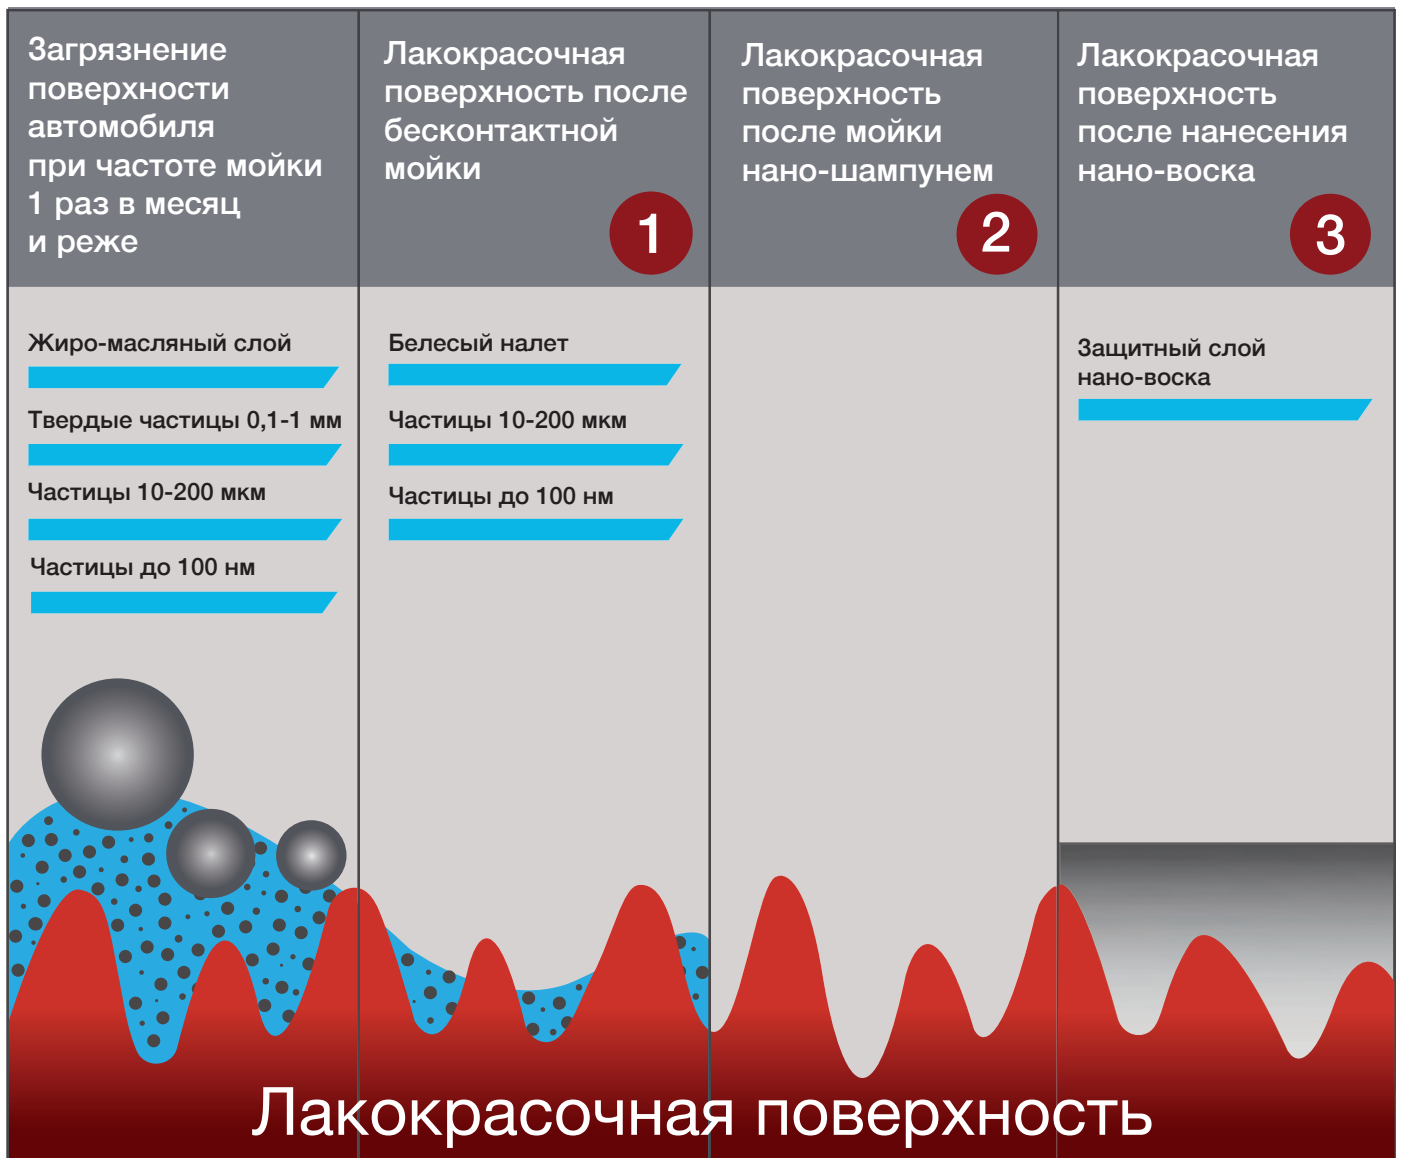 Загрязнение
поверхности
автомобиля
при частоте мойки
1 раз в месяц
и реже
Лакокрасочная
поверхность после
бесконтактной
мойки
1
Лакокрасочная
поверхность
после мойки
нано-шампунем
2
Лакокрасочная
поверхность
после нанесения
нано-воска
3
Жиро-масляный слой
Твердые частицы 0,1-1 мм
Частицы 10-200 мкм
Частицы до 100 нм
Белесый налет
Частицы 10-200 мкм
Частицы до 100 нм
Защитный слой
нано-воска
Лакокрасочная поверхность